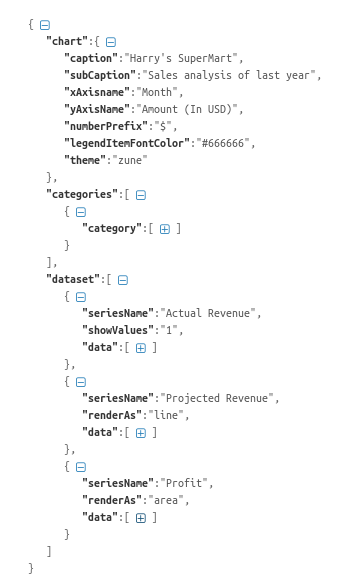 {
"chart":{
"caption":"Harry's SuperMart",
"subCaption":"Sales analysis of last year",
"xAxisname":"Month",
"yAxisName":"Amount (In USD)",
"numberPrefix":"$",
"legendItemFontColor":"#666666",
"theme":"zune"
},
"categories":[
{
"category":[ ]
}
],
"dataset":[
{
"seriesName":"Actual Revenue",
"showValues":"1",
"data":[ ]
},
{
"seriesName":"Projected Revenue",
"renderAs":"line",
"data":[ ]
},
{
"seriesName":"Profit",
"renderAs":"area",
"data":[ ]
}
]
}